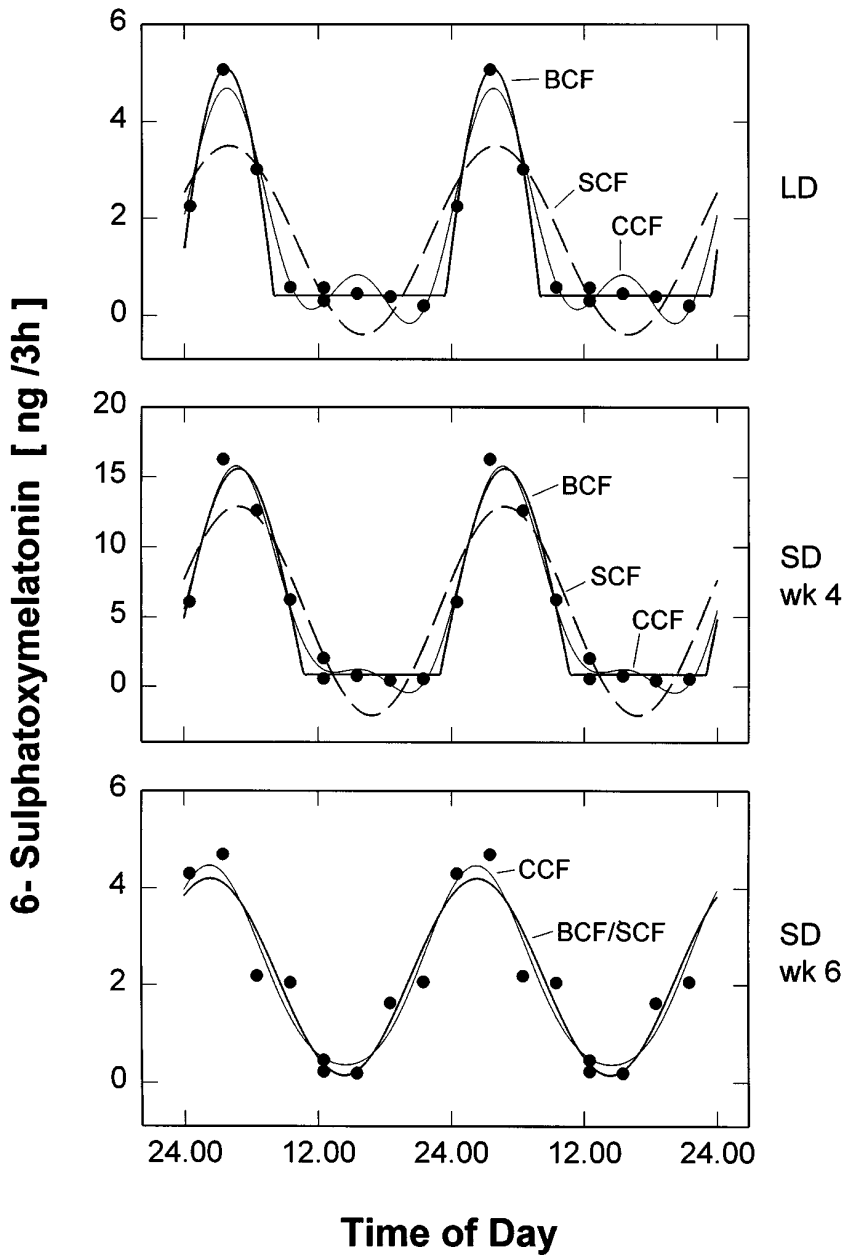 6- Sulphatoxymelatonin [ ng /3h ]
6
4
2
0
BCF
SCF
CCF
LD
20
15
10
5
0
BCF
SCF
CCF
SD
wk 4
6
4
2
0
CCF
BCF/SCF
SD
wk 6
24.00 12.00 24.00 12.00 24.00
Time of Day